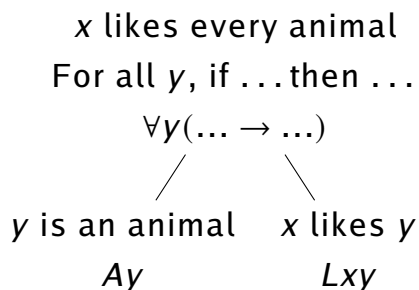 x likes every animal
For all y, if … then …
∀y(… → …)
y is an animal x likes y
Ay Lxy